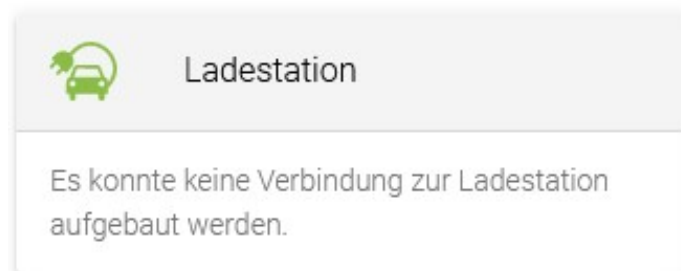 Ladestation
Es konnte keine Verbindung zur Ladestation
aufgebaut werden.